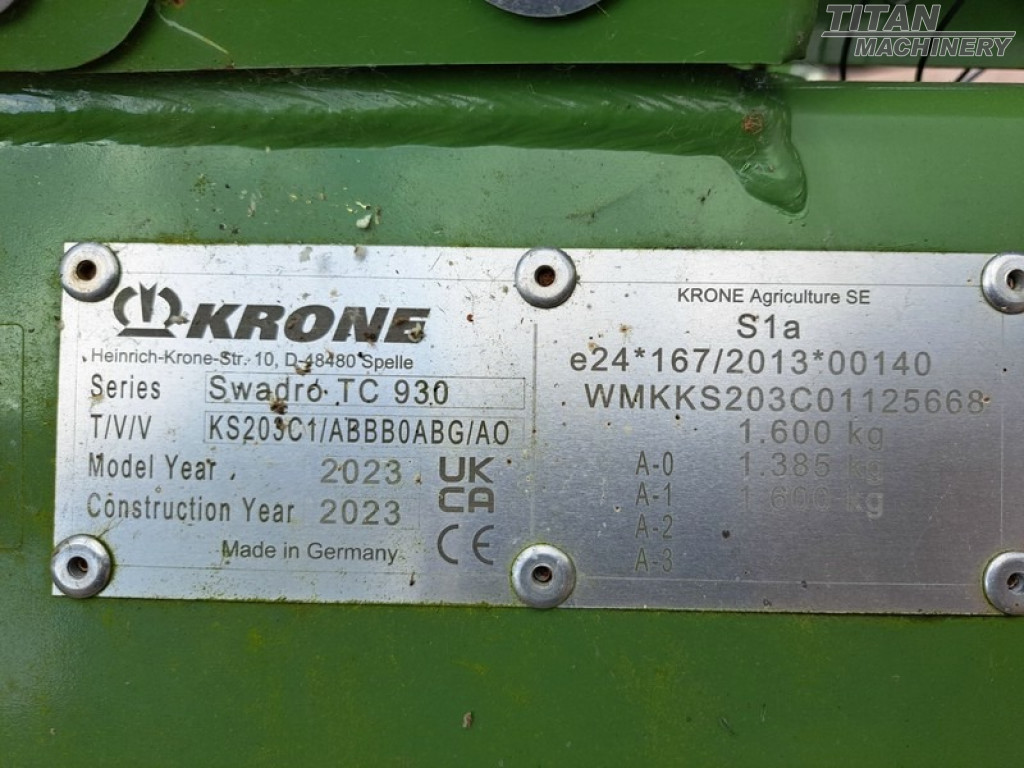 TITAN
MACHINERY
KRONE
Heinrich-Krone-Str. 10, D-48480 Spelle
Series Swadro TC 930
T/V/V KS203C1/ABBB0ABG/AO
Model Year 2023
Construction Year 2023
UK
CA
CE
Made in Germany
KRONE Agriculture SE
S1a
e24*167/2013*00140
WMKKS203C01125668
1.600 kg
A-0 1.385 kg
A-1 1.600 kg
A-2
A-3